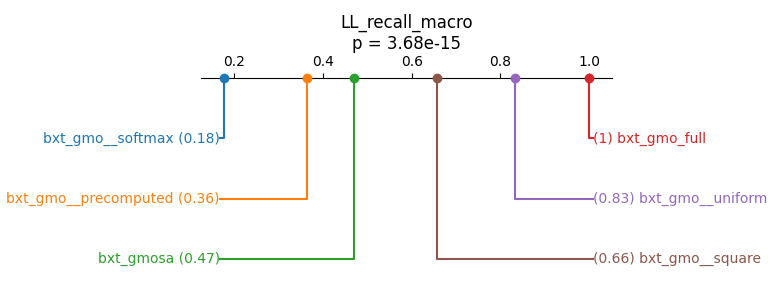 LL_recall_macro
p = 3.68e-15
0.2 0.4 0.6 0.8 1.0
bxt_gmo__softmax (0.18)
(1) bxt_gmo_full
bxt_gmo__precomputed (0.36)
(0.83) bxt_gmo__uniform
bxt_gmosa (0.47)
(0.66) bxt_gmo__square